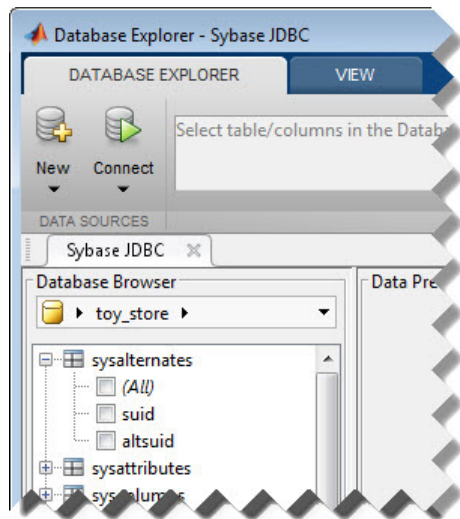 Database Explorer - Sybase JDBC
DATABASE EXPLORER
VIEW
Select table/columns in the Datab
New
Connect
DATA SOURCES
Sybase JDBC
Database Browser
Data Pre
toy_store
sysalternates
(All)
suid
altsuid
sysattributes
syscolumns